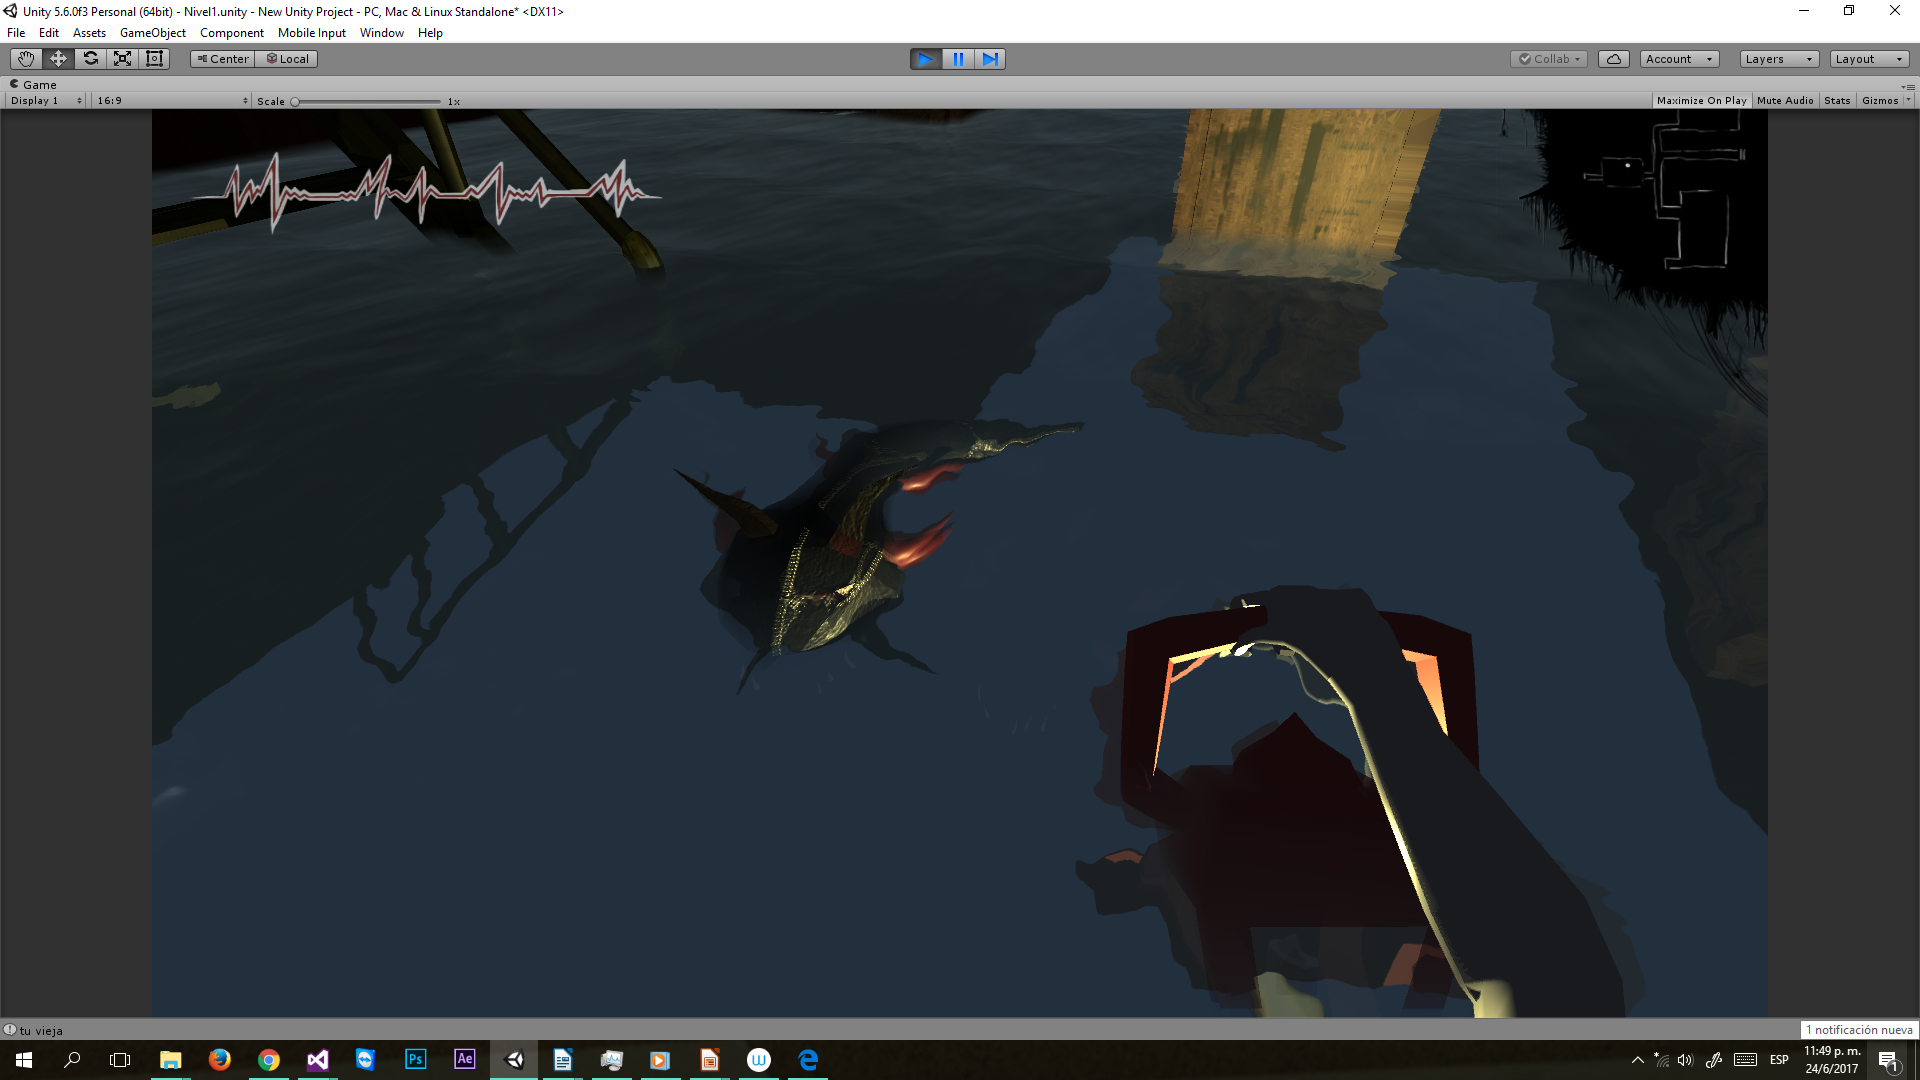 Unity 5.6.0f3 Personal (64bit) - Nivel1.unity - New Unity Project - PC, Mac & Linux Standalone* <DX11>
File Edit Assets GameObject Component Mobile Input Window Help
Center Local Collab Account Layers Layout
Game
Display 1 16:9 Scale 1x Maximize On Play Mute Audio Stats Gizmos
tu vieja
1 notificación nueva
Ps Ae W ESP 11:49 p. m.
24/6/2017 1